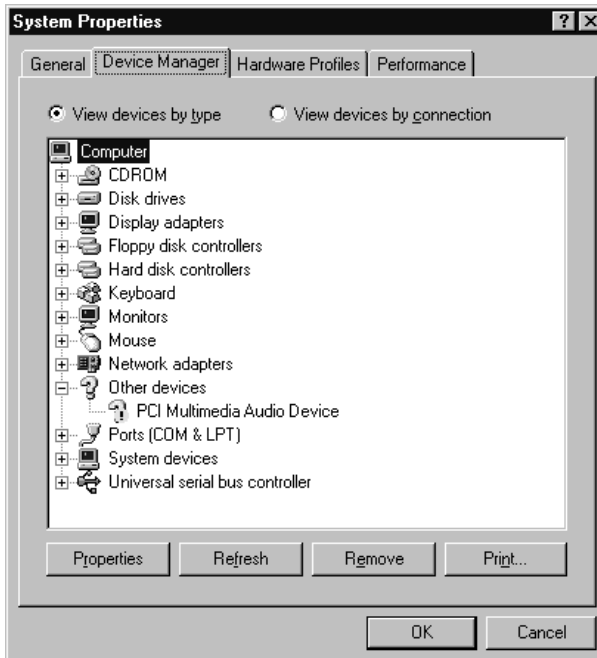 System Properties
General Device Manager Hardware Profiles Performance
View devices by type View devices by connection
Computer
CDROM
Disk drives
Display adapters
Floppy disk controllers
Hard disk controllers
Keyboard
Monitors
Mouse
Network adapters
Other devices
PCI Multimedia Audio Device
Ports (COM & LPT)
System devices
Universal serial bus controller
Properties Refresh Remove Print...
OK Cancel